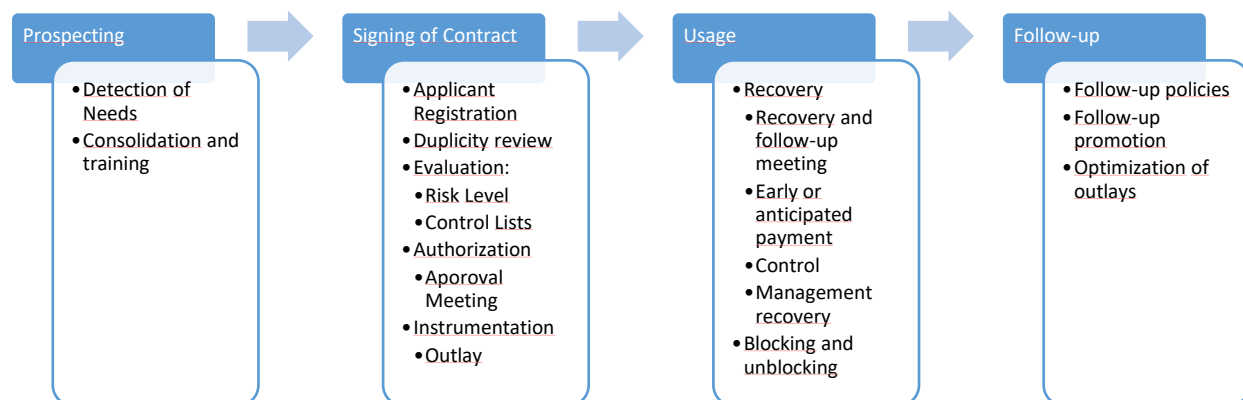 Prospecting
• Detection of
Needs
• Consolidation and
training
Signing of Contract
• Applicant
Registration
• Duplicity review
• Evaluation:
• Risk Level
• Control Lists
• Authorization
• Aporoval
Meeting
• Instrumentation
• Outlay
Usage
• Recovery
• Recovery and
follow-up
meeting
• Early or
anticipated
payment
• Control
• Management
recovery
• Blocking and
unblocking
Follow-up
• Follow-up policies
• Follow-up
promotion
• Optimization of
outlays